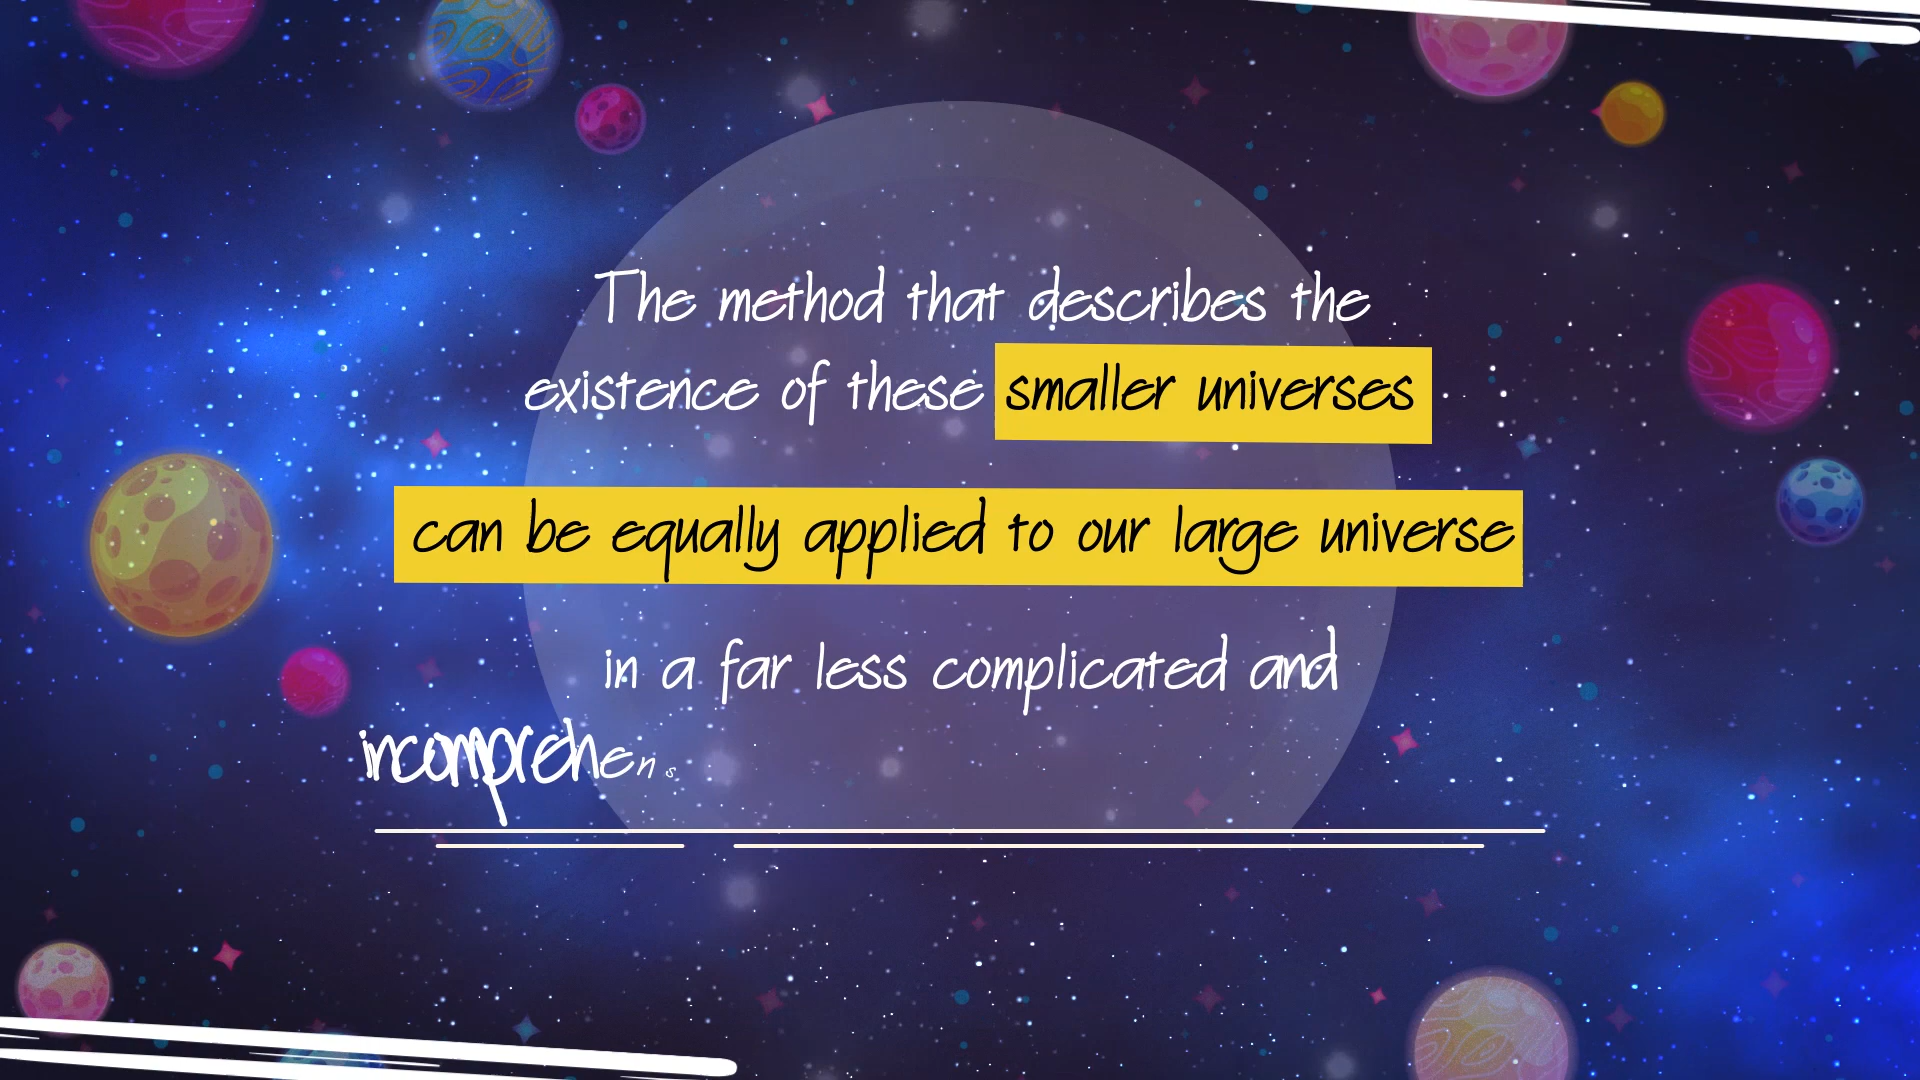 The method that describes the
existence of these smaller universes
can be equally applied to our large universe
in a far less complicated and
incomprehens